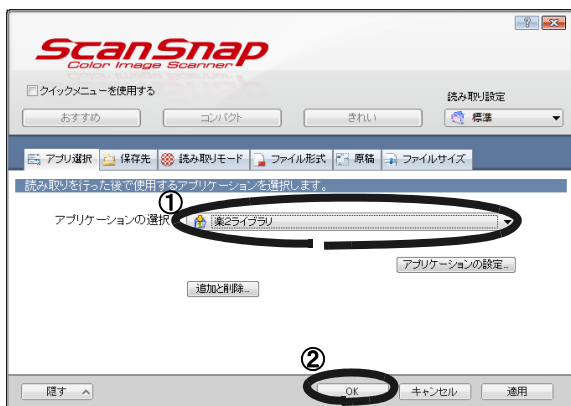 ScanSnap
Color Image Scanner
クイックメニューを使用する
読み取り設定
おすすめ コンパクト きれい 標準
アプリ選択 保存先 読み取りモード ファイル形式 原稿 ファイルサイズ
読み取りを行った後で使用するアプリケーションを選択します。
①
アプリケーションの選択 楽2ライブラリ
アプリケーションの設定...
追加と削除...
②
隠す OK キャンセル 適用